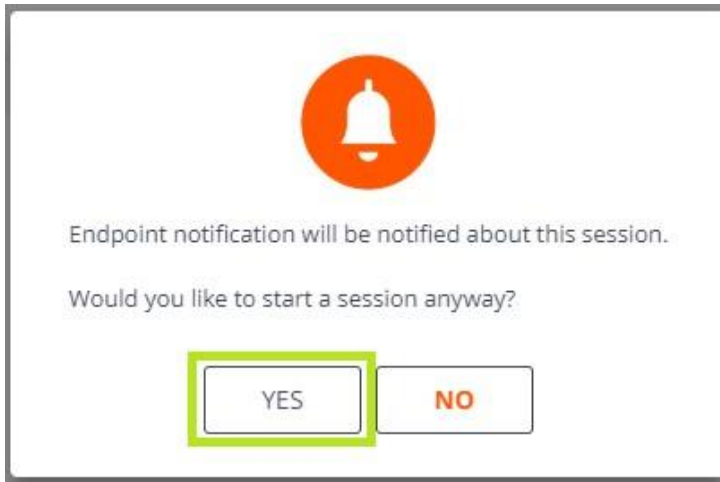 Endpoint notification will be notified about this session.
Would you like to start a session anyway?
YES
NO